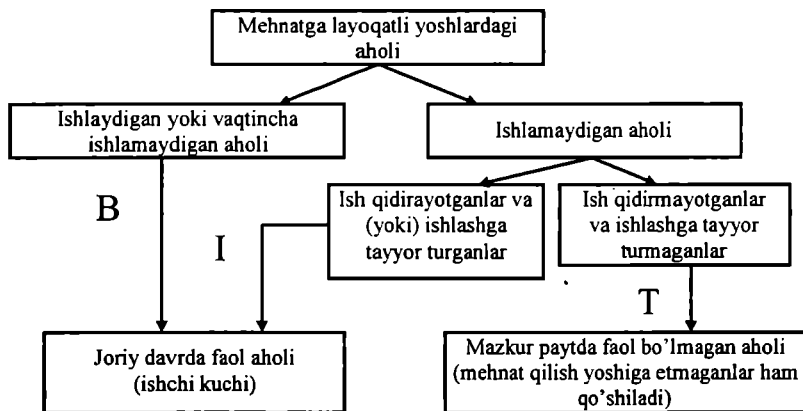 Mehnatga layoqatli yoshlardagi
aholi
Ishlaydigan yoki vaqtincha
ishlamaydigan aholi
Ishlamaydigan aholi
B
I
Ish qidirayotganlar va
(yoki) ishlashga
tayyor turganlar
Ish qidirmayotganlar
va ishlashga tayyor
turmaganlar
T
Joriy davrda faol aholi
(ishchi kuchi)
Mazkur paytda faol bo’lmagan aholi
(mehnat qilish yoshiga etmaganlar ham
qo’shiladi)